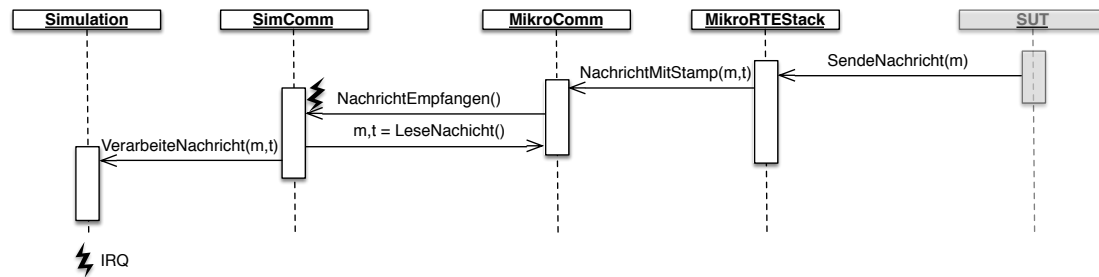 Simulation
SimComm
MikroComm
MikroRTEStack
SUT
SendeNachricht(m)
NachrichtMitStamp(m,t)
NachrichtEmpfangen()
m,t = LeseNachicht()
VerarbeiteNachricht(m,t)
IRQ